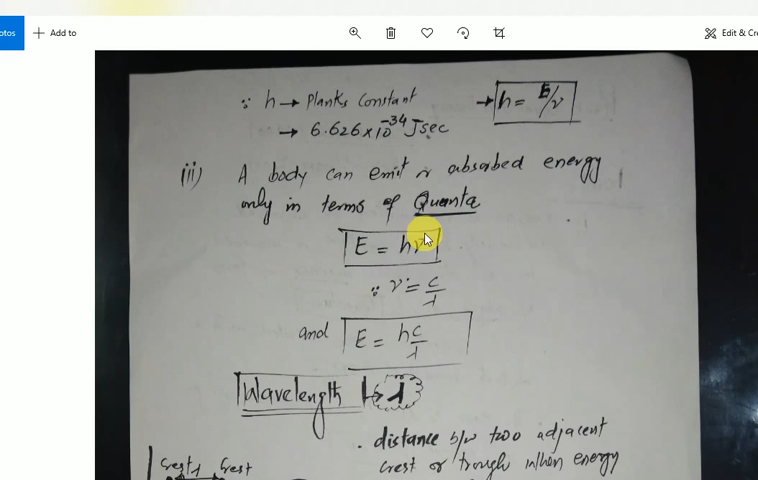 otos
Add to
Edit & Cre
∵ h → Planks Constant → h = E/ν
→ 6.626×10⁻³⁴ Jsec
(ii) A body can emit or absorbed energy
only in terms of Quanta
E = hν
∵ ν = c/λ
and E = hc/λ
Wavelength → λ
. distance b/w two adjacent
Crest Crest
crest or trough energy